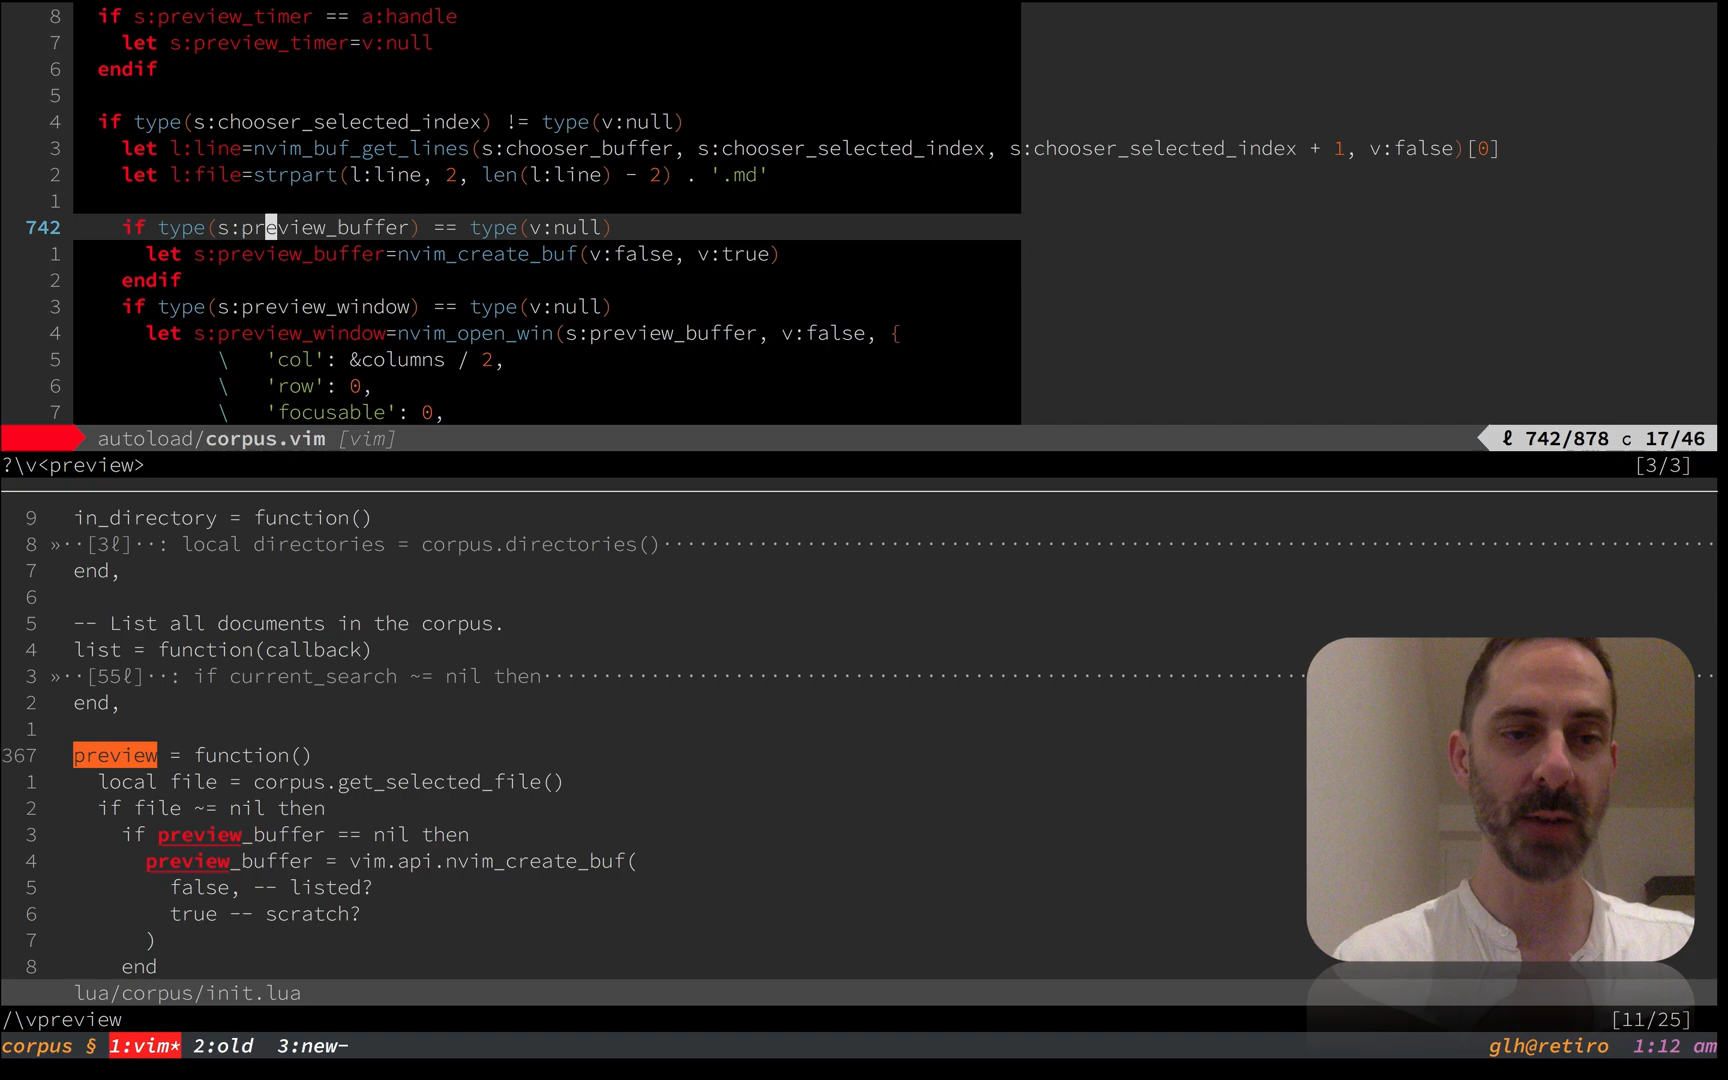 8 if s:preview_timer == a:handle
7 let s:preview_timer=v:null
6 endif
5
4 if type(s:chooser_selected_index) != type(v:null)
3 let l:line=nvim_buf_get_lines(s:chooser_buffer, s:chooser_selected_index, s:chooser_selected_index + 1, v:false)[0]
2 let l:file=strpart(l:line, 2, len(l:line) - 2) . '.md'
1
742 if type(s:preview_buffer) == type(v:null)
1 let s:preview_buffer=nvim_create_buf(v:false, v:true)
2 endif
3 if type(s:preview_window) == type(v:null)
4 let s:preview_window=nvim_open_win(s:preview_buffer, v:false, {
5 \ 'col': &columns / 2,
6 \ 'row': 0,
7 \ 'focusable': 0,
autoload/corpus.vim [vim] ℓ 742/878 c 17/46
?\v<preview> [3/3]
9 in_directory = function()
8 »··[3ℓ]··: local directories = corpus.directories()········································································
7 end,
6
5 -- List all documents in the corpus.
4 list = function(callback)
3 »··[55ℓ]··: if current_search ~= nil then································································
2 end,
1
367 preview = function()
1 local file = corpus.get_selected_file()
2 if file ~= nil then
3 if preview_buffer == nil then
4 preview_buffer = vim.api.nvim_create_buf(
5 false, -- listed?
6 true -- scratch?
7 )
8 end
lua/corpus/init.lua
/\vpreview [11/25]
corpus § 1:vim* 2:old 3:new- glh@retiro 1:12 am